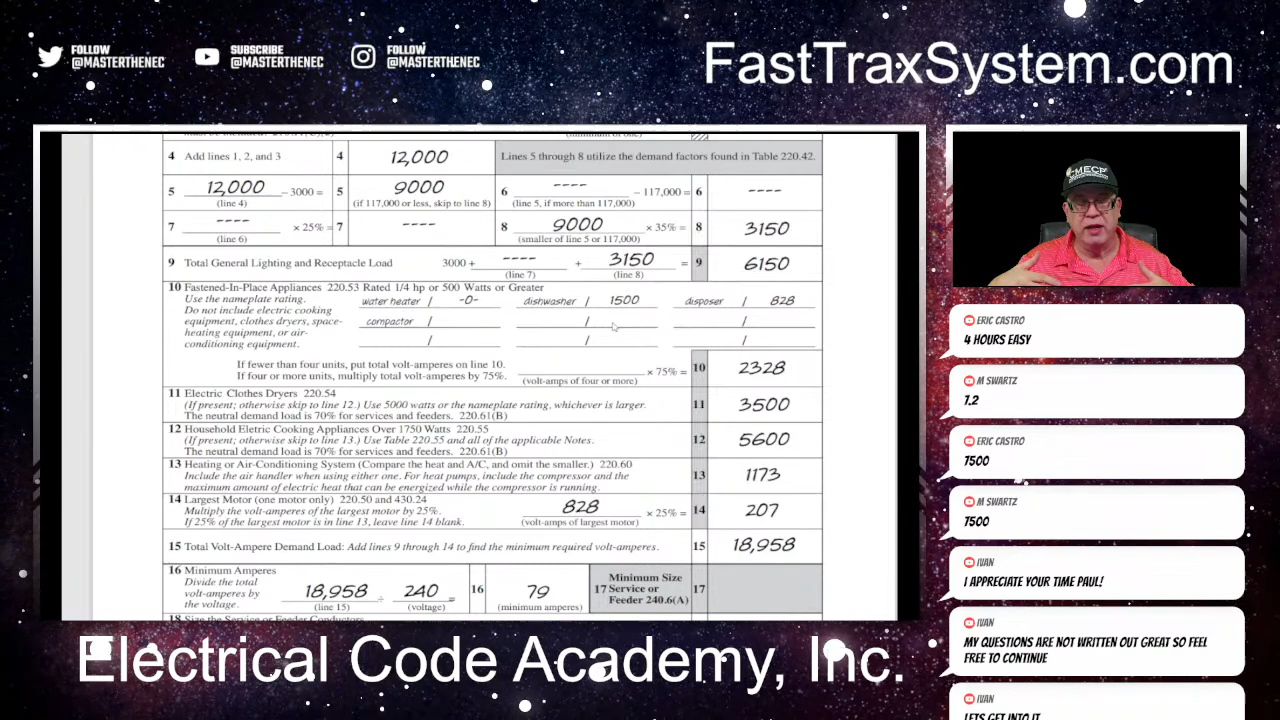 FOLLOW
@MASTERTHENEC
SUBSCRIBE
@MASTERTHENEC
FOLLOW
@MASTERTHENEC
FastTraxSystem.com
4 Add lines 1, 2, and 3 4 12,000 Lines 5 through 8 utilize the demand factors found in Table 220.42.
5 12,000 – 3000 = 5 9000 6 ---- – 117,000 = 6 ----
(line 4) (if 117,000 or less, skip to line 8) (line 5, if more than 117,000)
7 ---- × 25% = 7 ---- 8 9000 × 35% = 8 3150
(line 6) (smaller of line 5 or 117,000)
9 Total General Lighting and Receptacle Load 3000 + ---- + 3150 = 9 6150
(line 7) (line 8)
10 Fastened-In-Place Appliances 220.53 Rated 1/4 hp or 500 Watts or Greater
Use the nameplate rating. water heater / -0- dishwasher / 1500 disposer / 828
Do not include electric cooking
equipment, clothes dryers, space- compactor / / /
heating equipment, or air-
conditioning equipment. / / /
If fewer than four units, put total volt-amperes on line 10.
If four or more units, multiply total volt-amperes by 75%. × 75% = 10 2328
(volt-amps of four or more)
11 Electric Clothes Dryers 220.54
(If present; otherwise skip to line 12.) Use 5000 watts or the nameplate rating, whichever is larger. 11 3500
The neutral demand load is 70% for services and feeders. 220.61(B)
12 Household Eletric Cooking Appliances Over 1750 Watts 220.55
(If present; otherwise skip to line 13.) Use Table 220.55 and all of the applicable Notes. 12 5600
The neutral demand load is 70% for services and feeders. 220.61(B)
13 Heating or Air-Conditioning System (Compare the heat and A/C, and omit the smaller.) 220.60
Include the air handler when using either one. For heat pumps, include the compressor and the 13 1173
maximum amount of electric heat that can be energized while the compressor is running.
14 Largest Motor (one motor only) 220.50 and 430.24
Multiply the volt-amperes of the largest motor by 25%. 828 × 25% = 14 207
If 25% of the largest motor is in line 13, leave line 14 blank. (volt-amps of largest motor)
15 Total Volt-Ampere Demand Load: Add lines 9 through 14 to find the minimum required volt-amperes. 15 18,958
16 Minimum Amperes
Divide the total
volt-amperes by 18,958 ÷ 240 = 16 79
the voltage. (line 15) (voltage) (minimum amperes)
Minimum Size
17 Service or 17
Feeder 240.6(A)
18 Size the Service or Feeder Conductors
MECP
ERIC CASTRO
4 HOURS EASY
M SWARTZ
7.2
ERIC CASTRO
7500
M SWARTZ
7500
IVAN
I APPRECIATE YOUR TIME PAUL!
IVAN
MY QUESTIONS ARE NOT WRITTEN OUT GREAT SO FEEL
FREE TO CONTINUE
IVAN
LETS GET INTO IT
Electrical Code Academy, Inc.